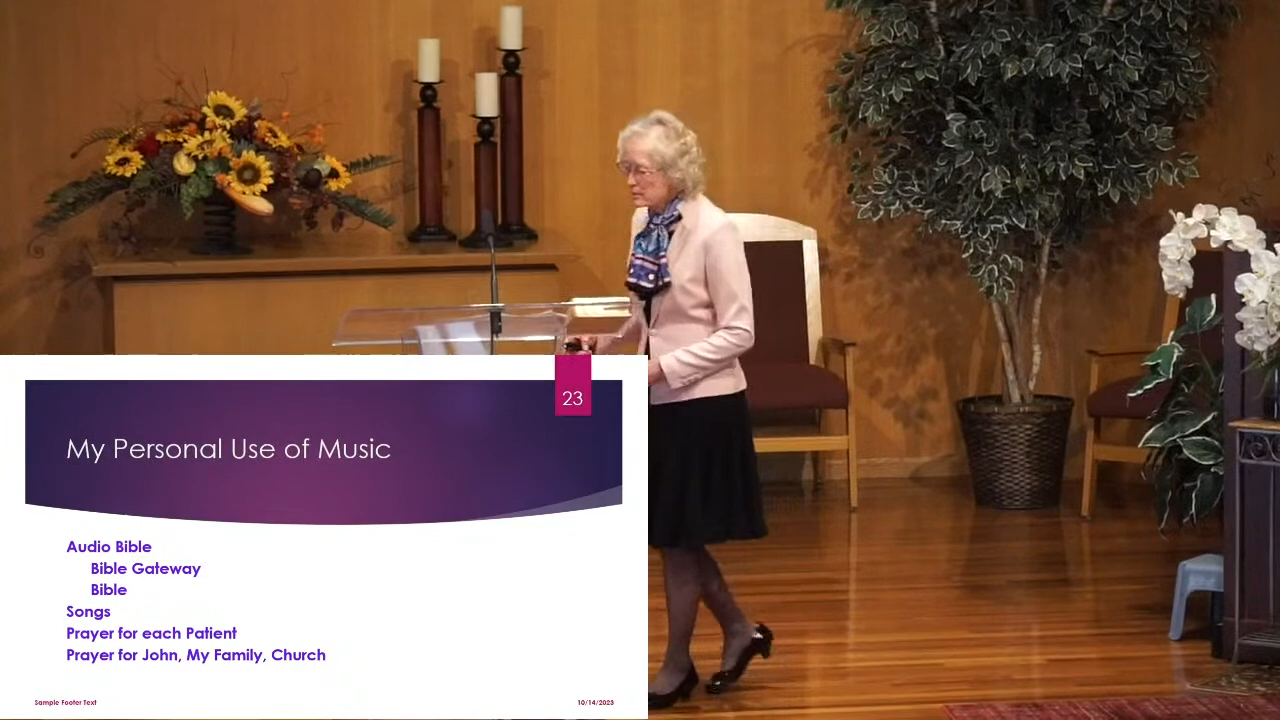 23
My Personal Use of Music
Audio Bible
Bible Gateway
Bible
Songs
Prayer for each Patient
Prayer for John, My Family, Church
Sample Footer Text
10/14/2023